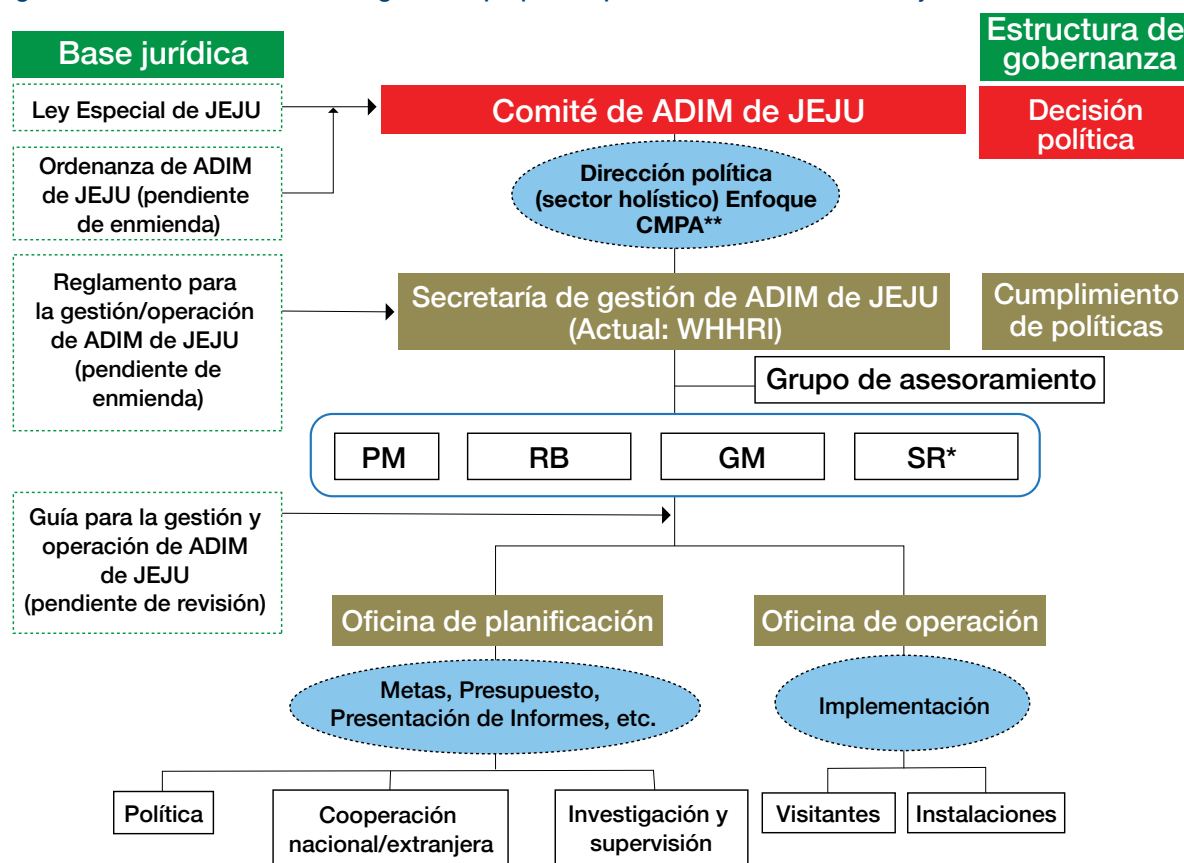 Base jurídica
Estructura de
gobernanza
Ley Especial de JEJU
Comité de ADIM de JEJU
Decisión
política
Ordenanza de ADIM
de JEJU (pendiente
de enmienda)
Dirección política
(sector holístico) Enfoque
CMPA**
Reglamento para
la gestión/operación
de ADIM de JEJU
(pendiente de
enmienda)
Secretaría de gestión de ADIM de JEJU
(Actual: WHHRI)
Cumplimiento
de políticas
Grupo de asesoramiento
PM
RB
GM
SR*
Guía para la gestión y
operación de ADIM
de JEJU
(pendiente de revisión)
Oficina de planificación
Oficina de operación
Metas, Presupuesto,
Presentación de Informes, etc.
Implementación
Política
Cooperación
nacional/extranjera
Investigación y
supervisión
Visitantes
Instalaciones